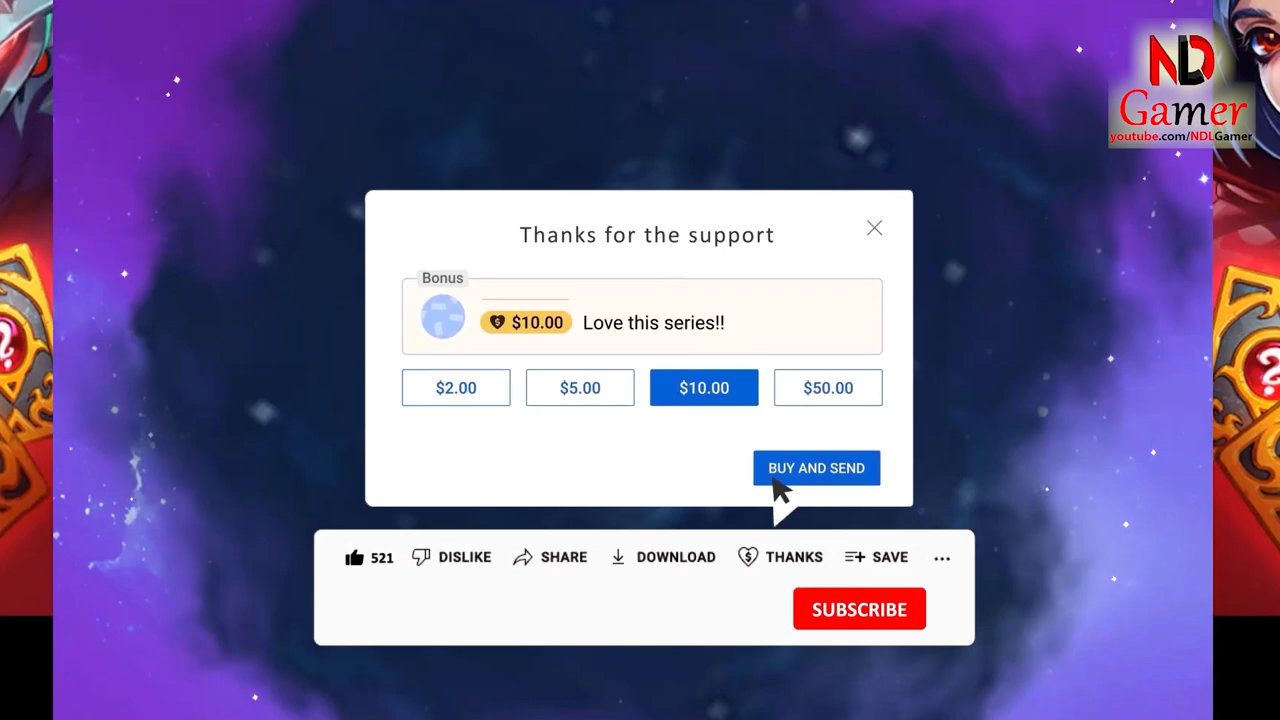 NDL
Gamer
youtube.com/NDLGamer
Thanks for the support
Bonus
$10.00 Love this series!!
$2.00 $5.00 $10.00 $50.00
BUY AND SEND
521 DISLIKE SHARE DOWNLOAD THANKS SAVE ...
SUBSCRIBE